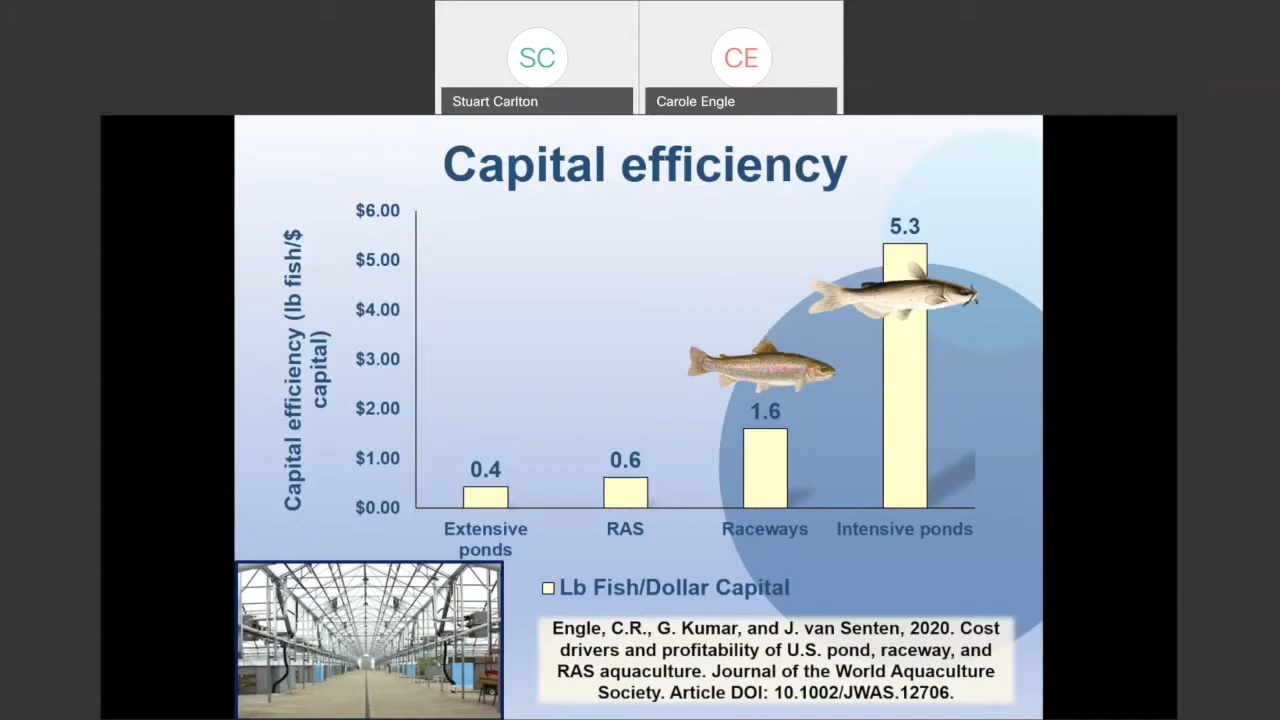 SC
CE
Stuart Carlton
Carole Engle
Capital efficiency
Capital efficiency (lb fish/$
capital)
$6.00
$5.00
$4.00
$3.00
$2.00
$1.00
$0.00
0.4
0.6
1.6
5.3
Extensive
ponds
RAS
Raceways
Intensive ponds
Lb Fish/Dollar Capital
Engle, C.R., G. Kumar, and J. van Senten, 2020. Cost
drivers and profitability of U.S. pond, raceway, and
RAS aquaculture. Journal of the World Aquaculture
Society. Article DOI: 10.1002/JWAS.12706.